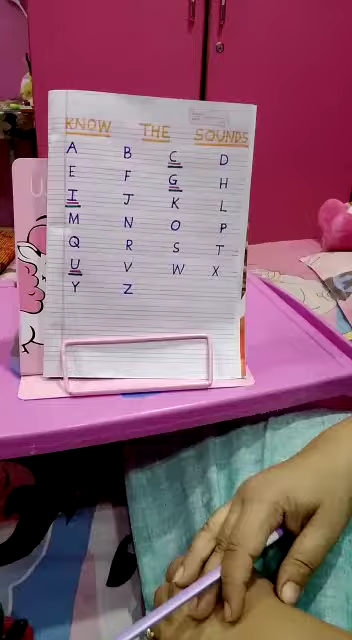 KNOW THE SOUNDS
A B C D
E F G H
I J K L
M N O P
Q R S T
U V W X
Y Z